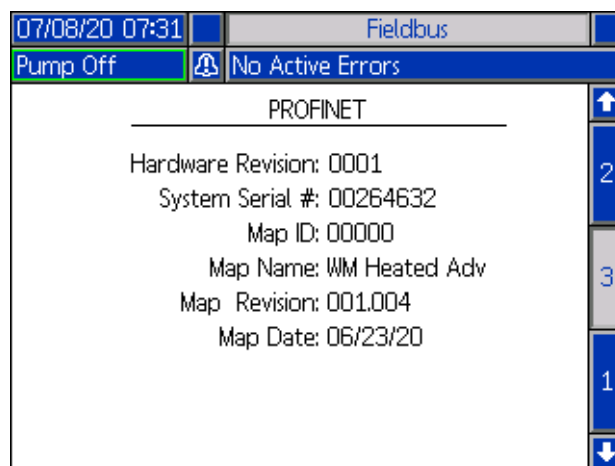 07/08/20 07:31 Fieldbus
Pump Off No Active Errors
PROFINET
Hardware Revision: 0001
System Serial #: 00264632
Map ID: 00000
Map Name: WM Heated Adv
Map Revision: 001.004
Map Date: 06/23/20
2
3
1